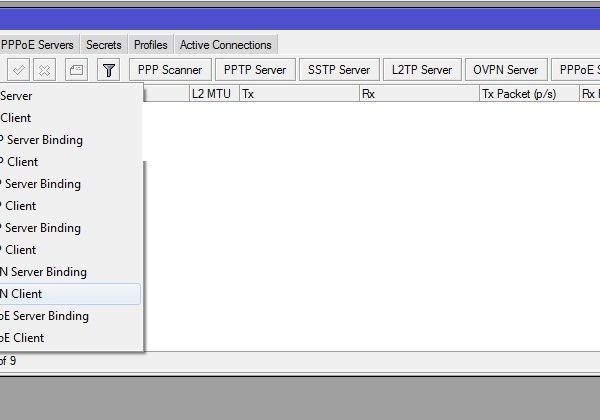 PPPoE Servers Secrets Profiles Active Connections
PPP Scanner PPTP Server SSTP Server L2TP Server OVPN Server PPPoE S
L2 MTU Tx Rx Tx Packet (p/s) Rx
Server
Client
P Server Binding
P Client
P Server Binding
P Client
P Server Binding
P Client
N Server Binding
N Client
oE Server Binding
oE Client
of 9